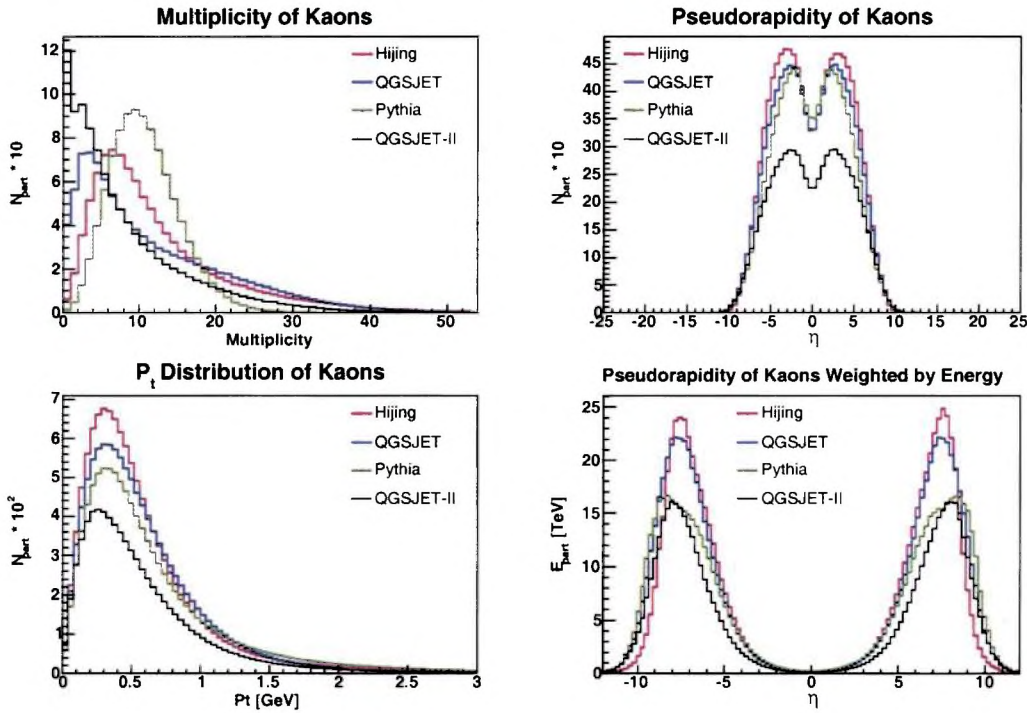 Multiplicity of Kaons
N_part * 10
12
10
8
6
4
2
0
Hijing
QGSJET
Pythia
QGSJET-II
0 10 20 30 40 50
Multiplicity
Pseudorapidity of Kaons
N_part * 10
45
40
35
30
25
20
15
10
5
0
Hijing
QGSJET
Pythia
QGSJET-II
-25 -20 -15 -10 -5 0 5 10 15 20 25
η
P_t Distribution of Kaons
N_part * 10²
7
6
5
4
3
2
1
0
Hijing
QGSJET
Pythia
QGSJET-II
0 0.5 1 1.5 2 2.5 3
Pt [GeV]
Pseudorapidity of Kaons Weighted by Energy
E_part [TeV]
25
20
15
10
5
0
Hijing
QGSJET
Pythia
QGSJET-II
-10 -5 0 5 10
η